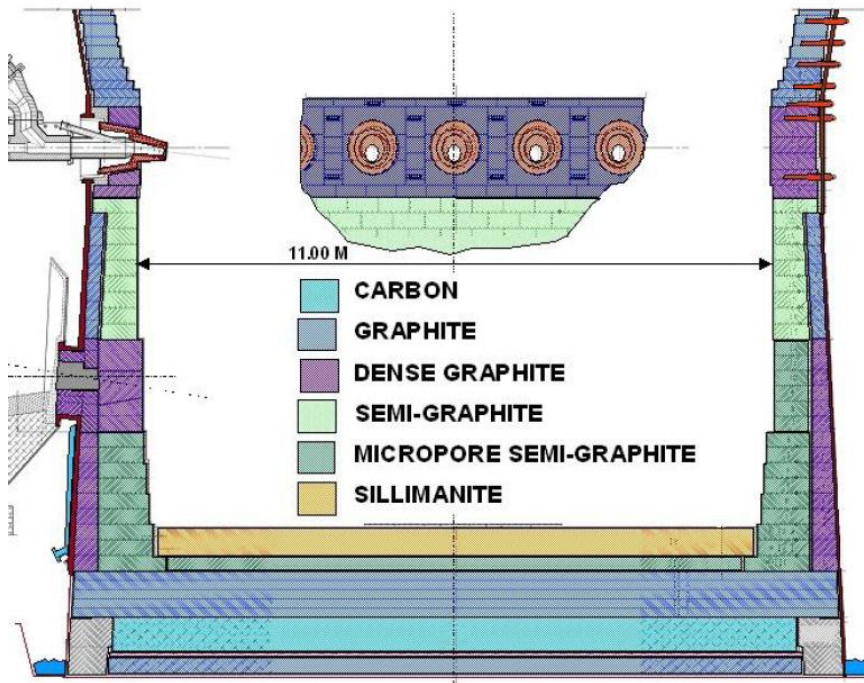 11.00 M
CARBON
GRAPHITE
DENSE GRAPHITE
SEMI-GRAPHITE
MICROPORE SEMI-GRAPHITE
SILLIMANITE